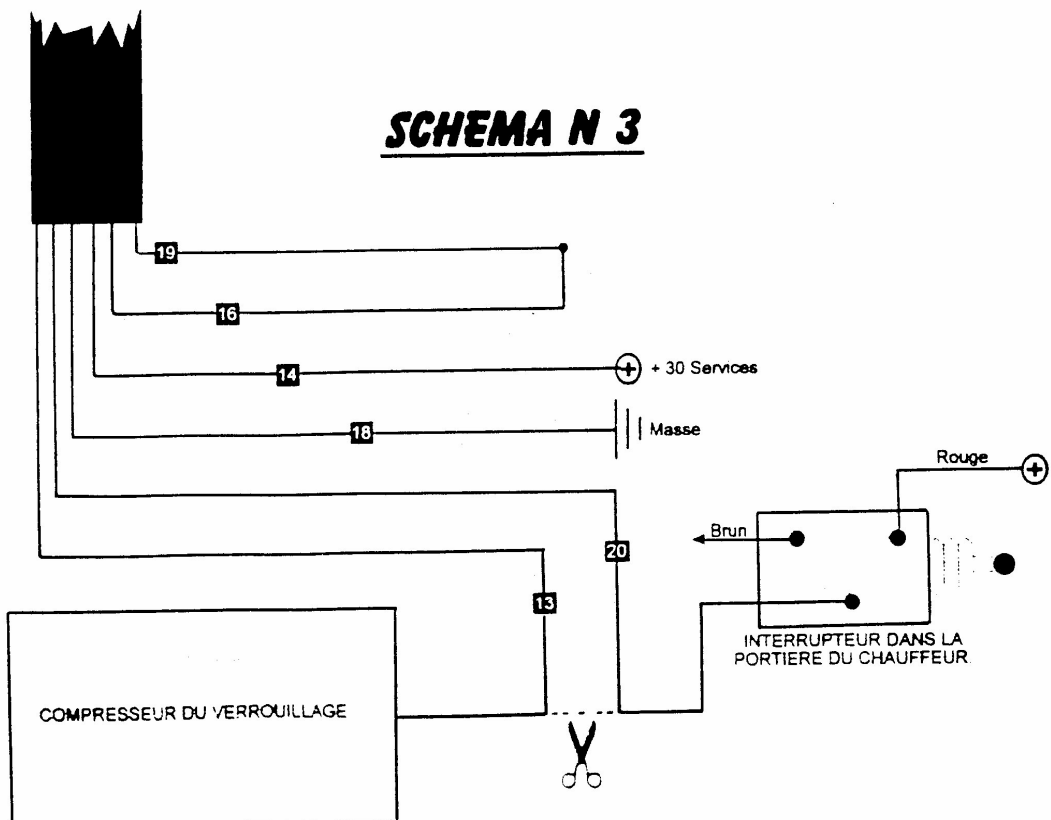 SCHEMA N 3
19
16
14
+ 30 Services
18
Masse
Rouge
Brun
20
13
INTERRUPTEUR DANS LA
PORTIERE DU CHAUFFEUR
COMPRESSEUR DU VERROUILLAGE